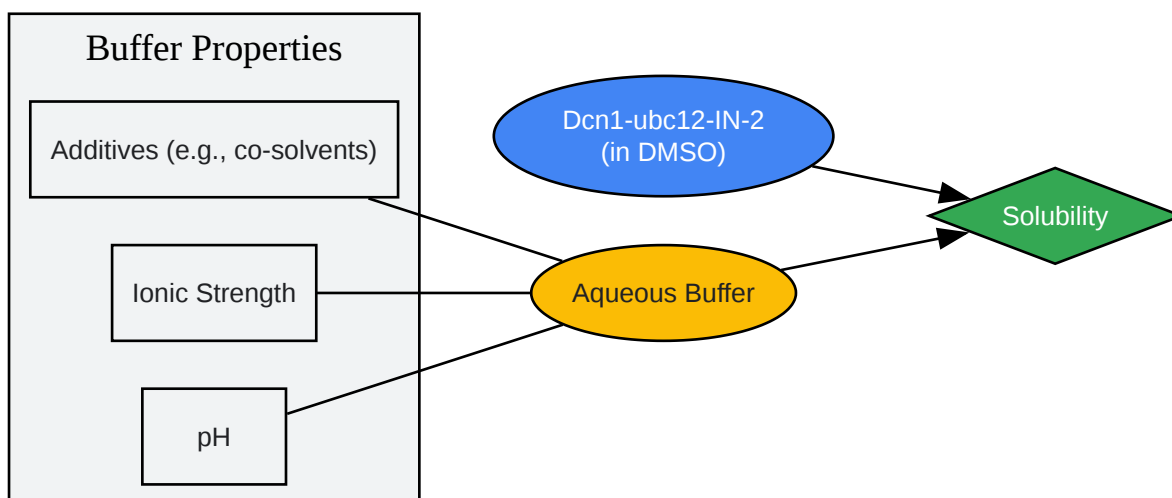 Buffer Properties
Additives (e.g., co-solvents)
Ionic Strength
pH
Dcn1-ubc12-IN-2
(in DMSO)
Aqueous Buffer
Solubility